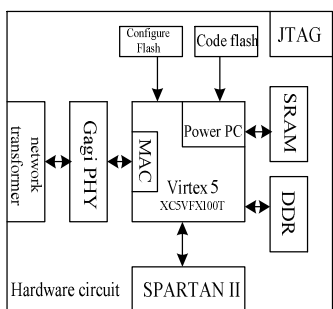 Configure
Flash
Code flash
JTAG
network
transformer
Gagi PHY
MAC
Power PC
Virtex 5
XC5VFX100T
SRAM
DDR
Hardware circuit
SPARTAN II